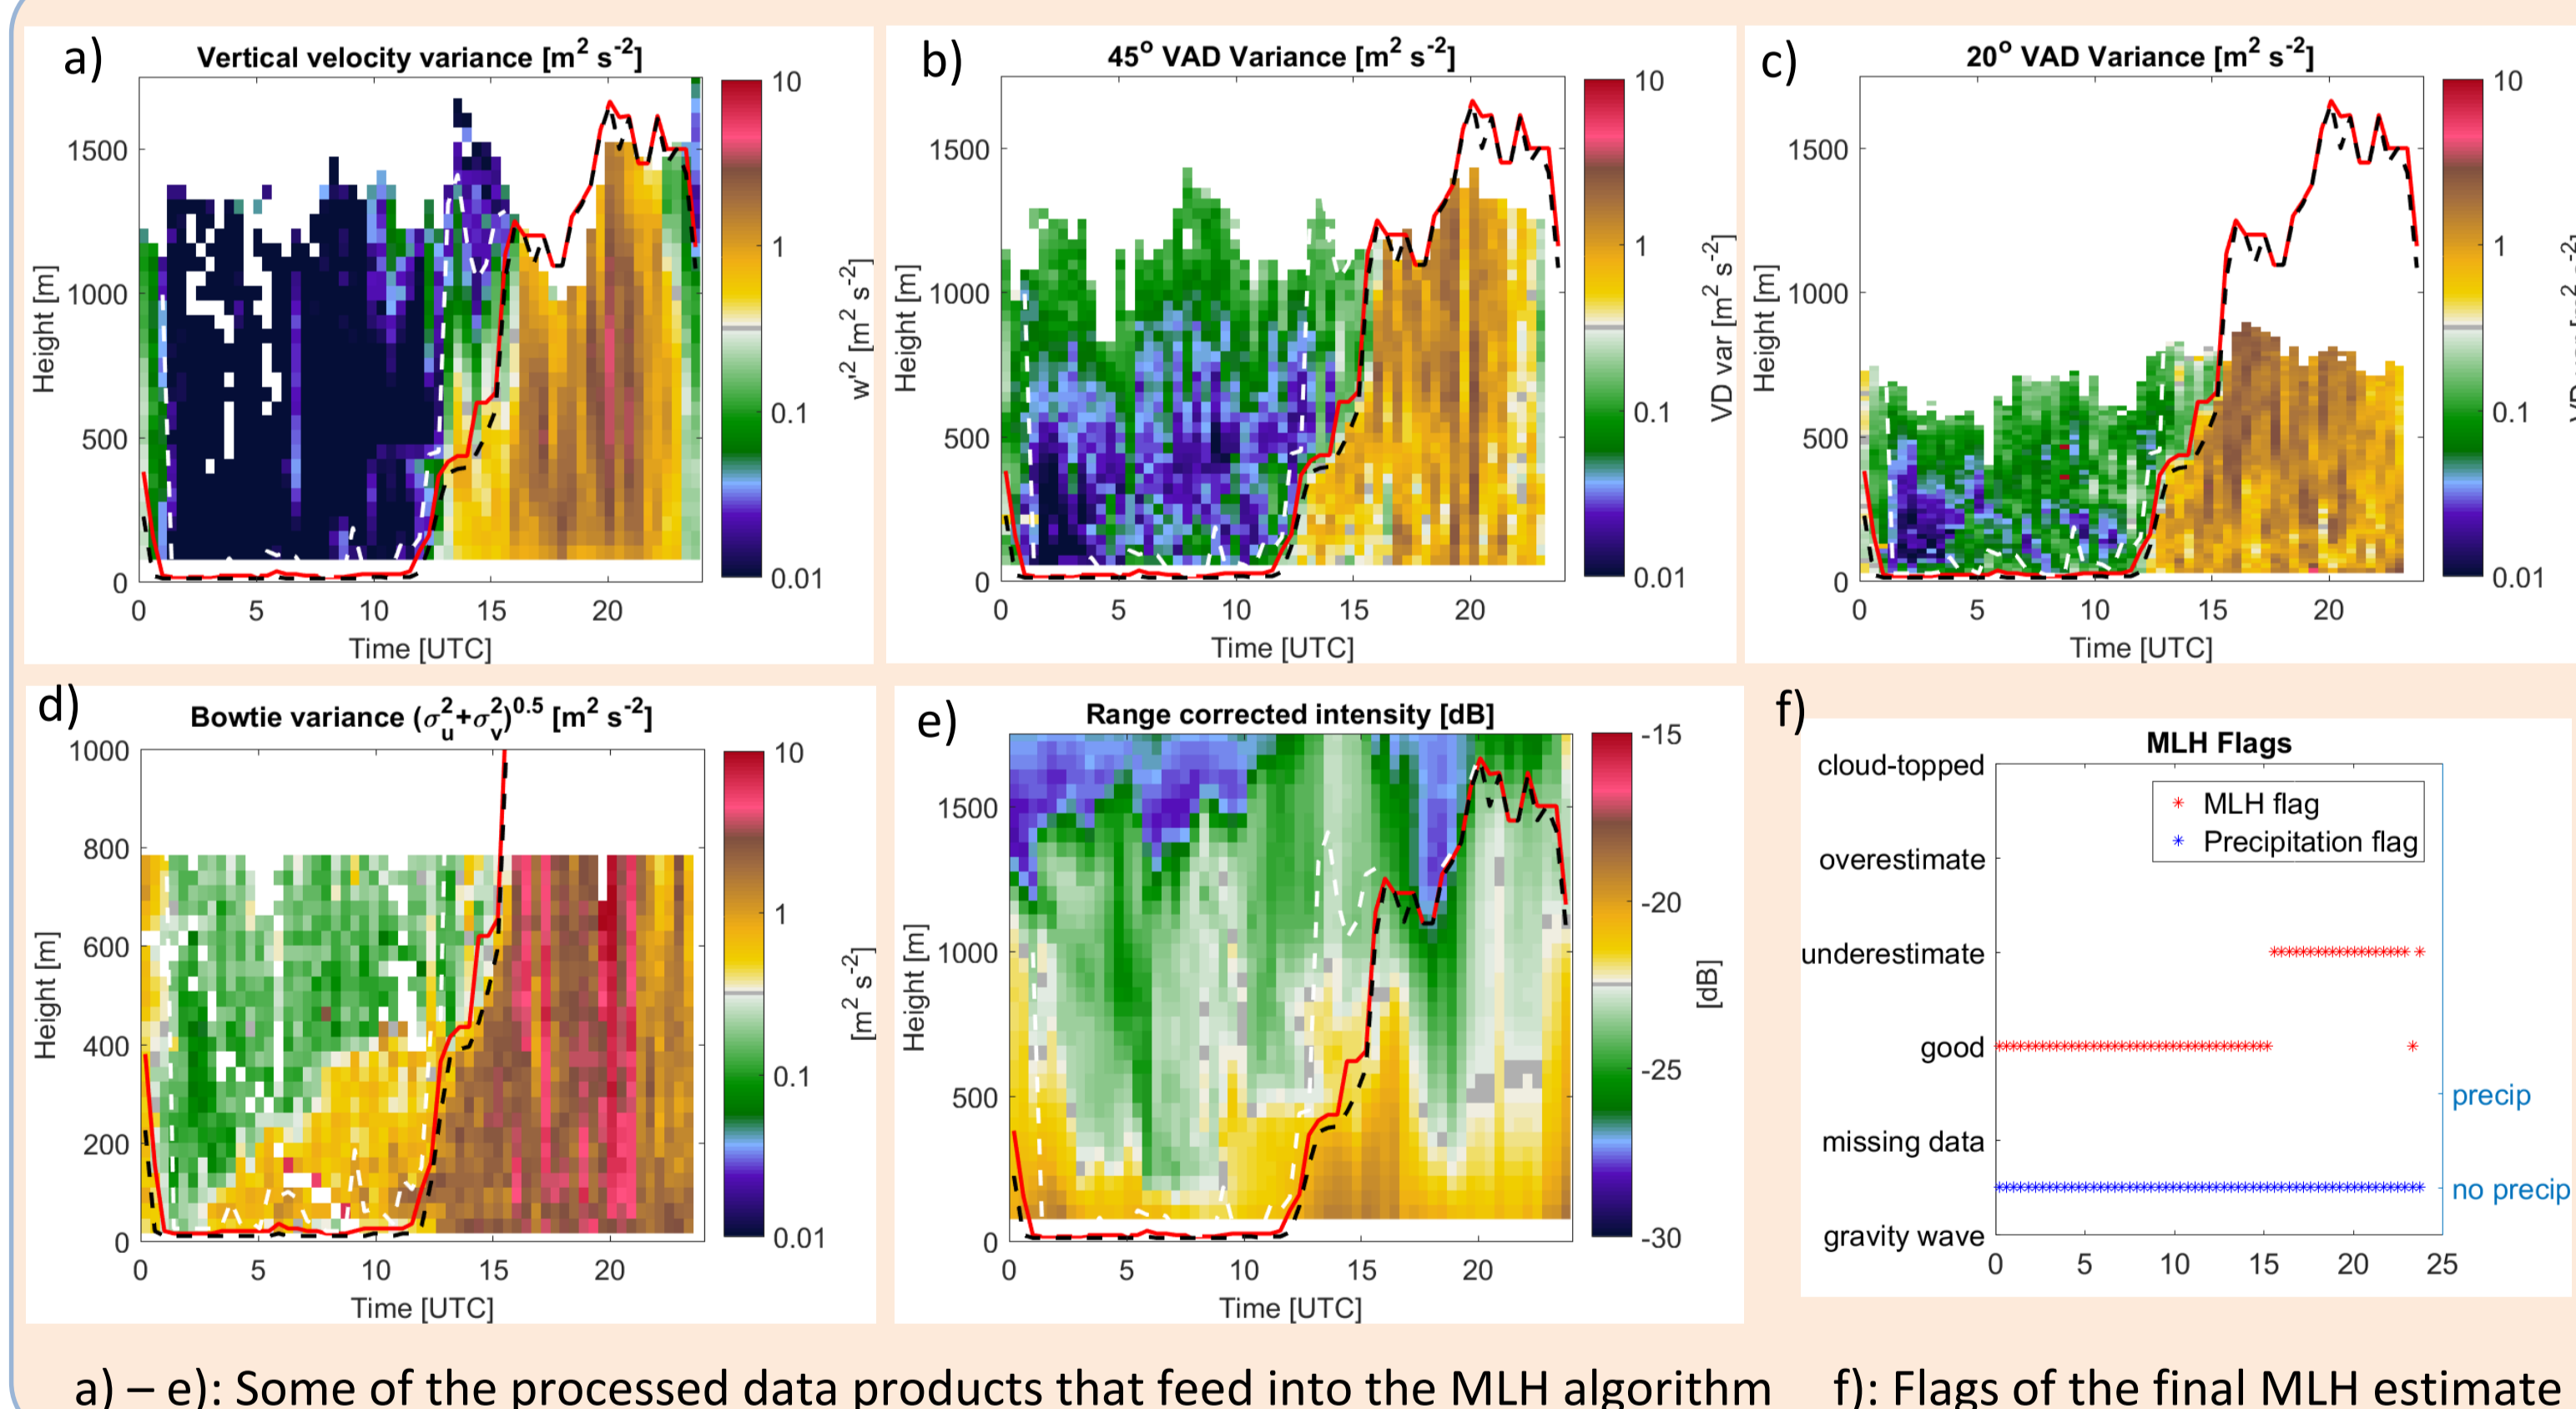 a)
Vertical velocity variance [m2 s-2]
1500
1000
500
0
0 5 10 15 20
Height [m]
Time [UTC]
10
1
0.1
0.01
w'2 [m2 s-2]
b)
45o VAD Variance [m2 s-2]
1500
1000
500
0
0 5 10 15 20
Height [m]
Time [UTC]
10
1
0.1
0.01
VD var [m2 s-2]
c)
20o VAD Variance [m2 s-2]
1500
1000
500
0
0 5 10 15 20
Height [m]
Time [UTC]
10
1
0.1
0.01
d)
Bowtie variance (σ2u+σ2v)0.5 [m2 s-2]
1000
800
600
400
200
0
0 5 10 15 20
Height [m]
Time [UTC]
10
1
0.1
0.01
[m2 s-2]
e)
Range corrected intensity [dB]
1500
1000
500
0
0 5 10 15 20
Height [m]
Time [UTC]
-15
-20
-25
-30
[dB]
f)
MLH Flags
cloud-topped
overestimate
underestimate
good
missing data
gravity wave
MLH flag
Precipitation flag
precip
no precip
0 5 10 15 20 25
a) – e): Some of the processed data products that feed into the MLH algorithm
f): Flags of the final MLH estimate